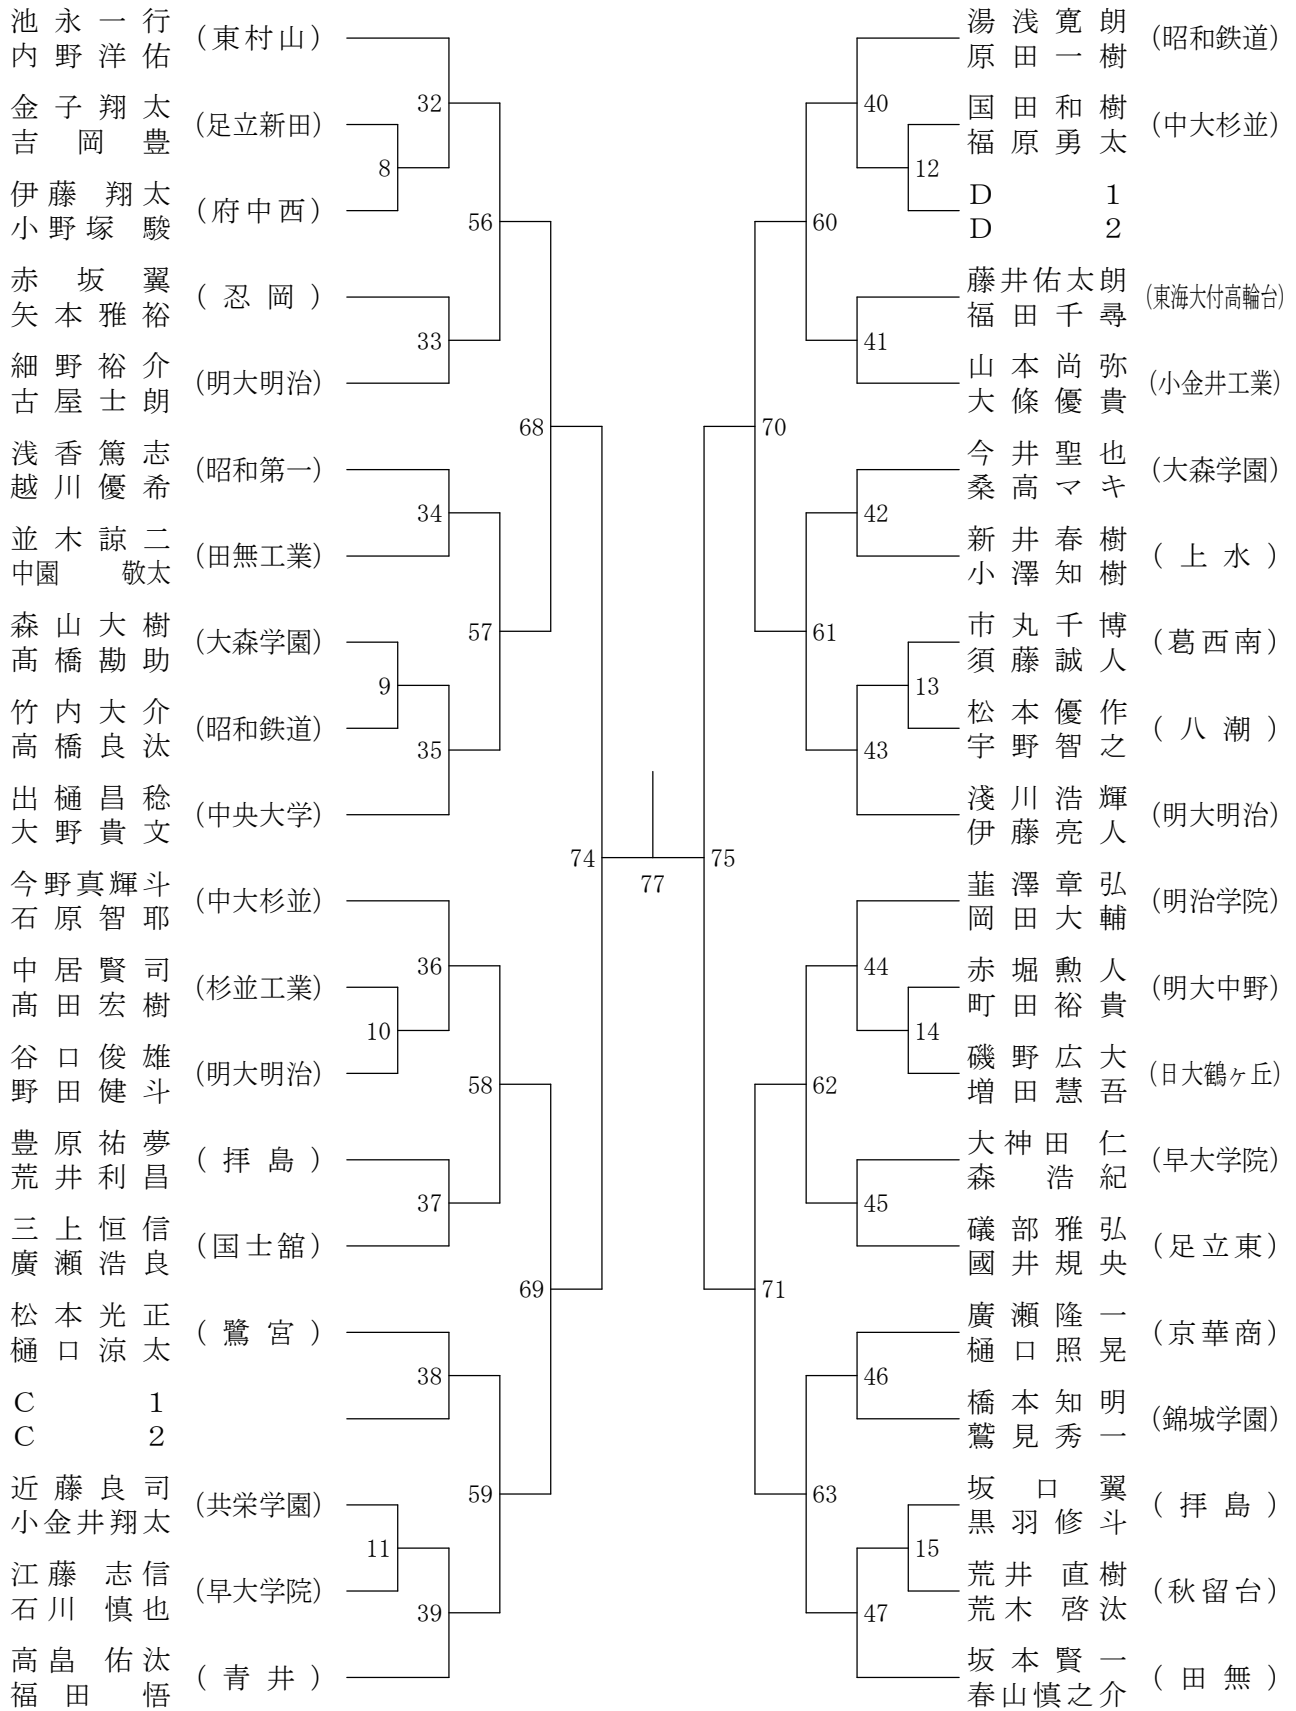 池永一行
内野洋佑
(東村山)
金子翔太
吉岡豊
(足立新田)
伊藤翔太
小野塚駿
(府中西)
赤坂翼
矢本雅裕
(忍岡)
細野裕介
古屋士朗
(明大明治)
浅香篤志
越川優希
(昭和第一)
並木諒二
中園敬太
(田無工業)
森山大樹
髙橋勘助
(大森学園)
竹内大介
高橋良汰
(昭和鉄道)
出樋昌稔
大野貴文
(中央大学)
今野真輝斗
石原智耶
(中大杉並)
中居賢司
髙田宏樹
(杉並工業)
谷口俊雄
野田健斗
(明大明治)
豊原祐夢
荒井利昌
(拝島)
三上恒信
廣瀬浩良
(国士舘)
松本光正
樋口涼太
(鷺宮)
C 1
C 2
近藤良司
小金井翔太
(共栄学園)
江藤志信
石川慎也
(早大学院)
高畠佑汰
福田悟
(青井)
32
8
56
33
68
34
57
9
35
74
36
10
58
37
69
38
59
11
39
77
75
40
12
60
41
70
42
61
13
43
44
14
62
45
71
46
63
15
47
湯浅寛朗
原田一樹
(昭和鉄道)
国田和樹
福原勇太
(中大杉並)
D 1
D 2
藤井佑太朗
福田千尋
(東海大付高輪台)
山本尚弥
大條優貴
(小金井工業)
今井聖也
桑高マキ
(大森学園)
新井春樹
小澤知樹
(上水)
市丸千博
須藤誠人
(葛西南)
松本優作
宇野智之
(八潮)
淺川浩輝
伊藤亮人
(明大明治)
韮澤章弘
岡田大輔
(明治学院)
赤堀勲人
町田裕貴
(明大中野)
磯野広大
増田慧吾
(日大鶴ヶ丘)
大神田仁
森浩紀
(早大学院)
礒部雅弘
國井規央
(足立東)
廣瀬隆一
樋口照晃
(京華商)
橋本知明
鷲見秀一
(錦城学園)
坂口翼
黒羽修斗
(拝島)
荒井直樹
荒木啓汰
(秋留台)
坂本賢一
春山慎之介
(田無)